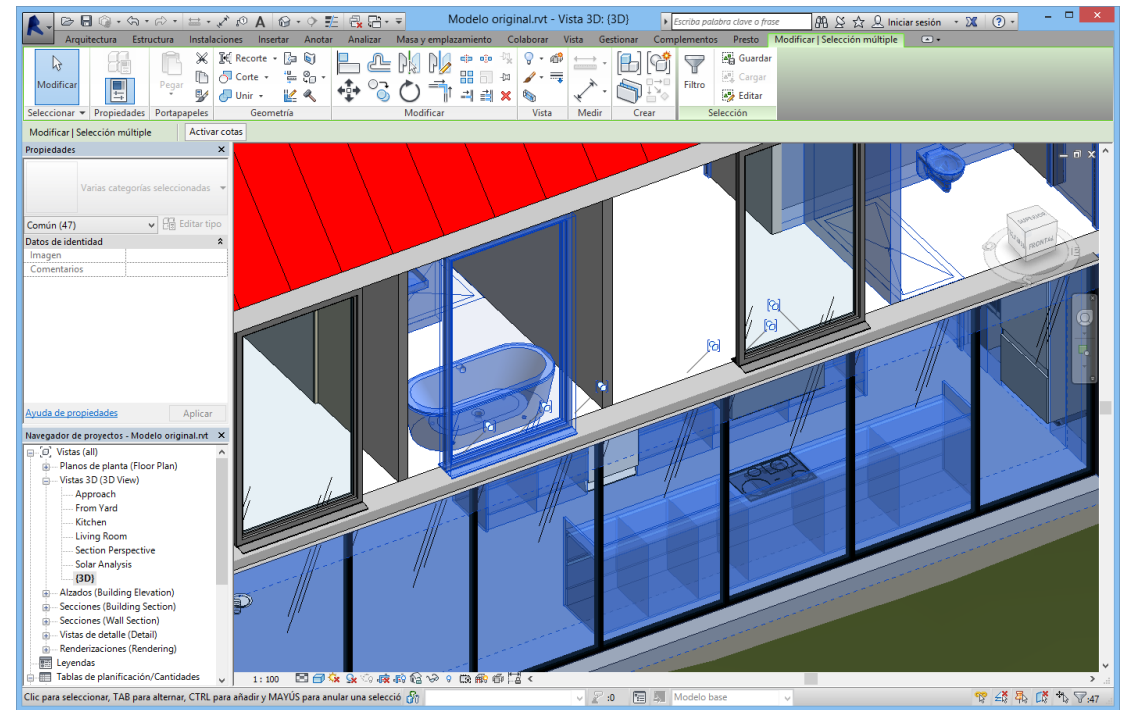 Modelo original.rvt - Vista 3D: {3D}
Escriba palabra clave o frase
Iniciar sesión
Arquitectura Estructura Instalaciones Insertar Anotar Analizar Masa y emplazamiento Colaborar Vista Gestionar Complementos Presto Modificar | Selección múltiple
Modificar
Pegar
Recorte
Corte
Unir
Filtro
Guardar
Cargar
Editar
Seleccionar Propiedades Portapapeles Geometría Modificar Vista Medir Crear Selección
Modificar | Selección múltiple Activar cotas
Propiedades
Varias categorías seleccionadas
Común (47) Editar tipo
Datos de identidad
Imagen
Comentarios
Ayuda de propiedades Aplicar
Navegador de proyectos - Modelo original.rvt
Vistas (all)
Planos de planta (Floor Plan)
Vistas 3D (3D View)
Approach
From Yard
Kitchen
Living Room
Section Perspective
Solar Analysis
{3D}
Alzados (Building Elevation)
Secciones (Building Section)
Secciones (Wall Section)
Vistas de detalle (Detail)
Renderizaciones (Rendering)
Leyendas
Tablas de planificación/Cantidades
SUPERIOR
FRONTAL
1 : 100
Clic para seleccionar, TAB para alternar, CTRL para añadir y MAYÚS para anular una selecció
:0
Modelo base
:47